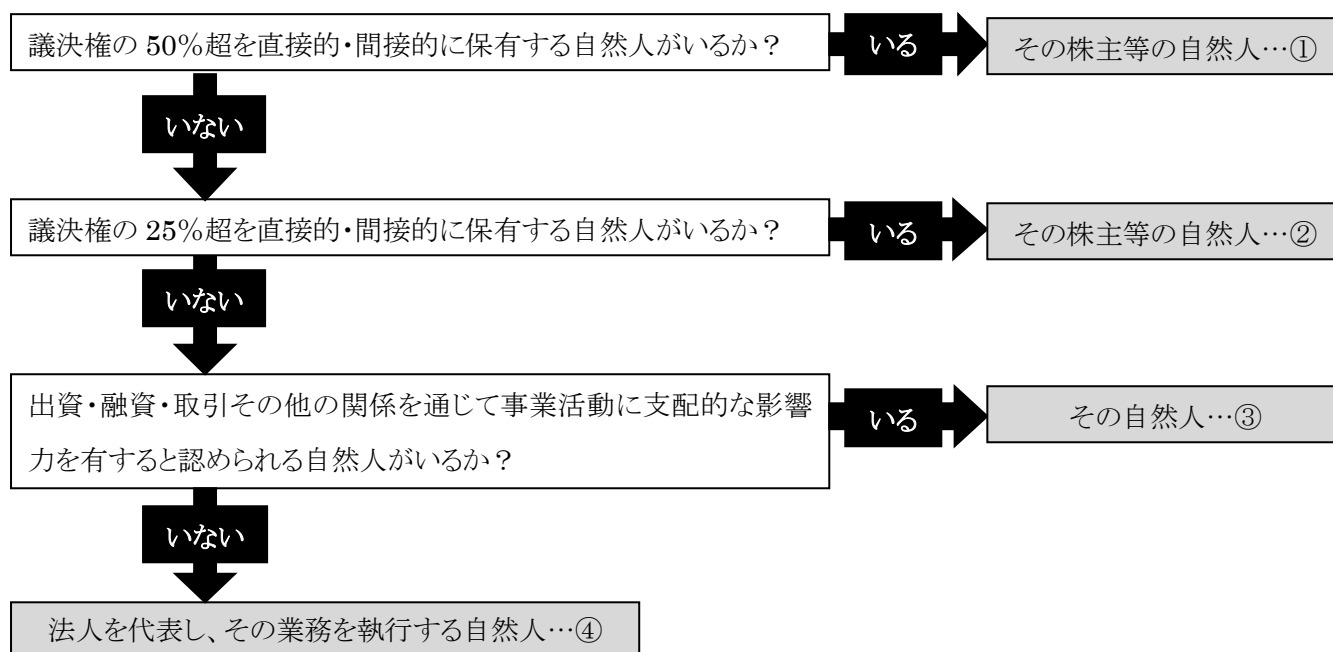 議決権の 50%超を直接的・間接的に保有する自然人がいるか？
いる
その株主等の自然人…①
いない
議決権の 25%超を直接的・間接的に保有する自然人がいるか？
いる
その株主等の自然人…②
いない
出資・融資・取引その他の関係を通じて事業活動に支配的な影響
力を有すると認められる自然人がいるか？
いる
その自然人…③
いない
法人を代表し、その業務を執行する自然人…④